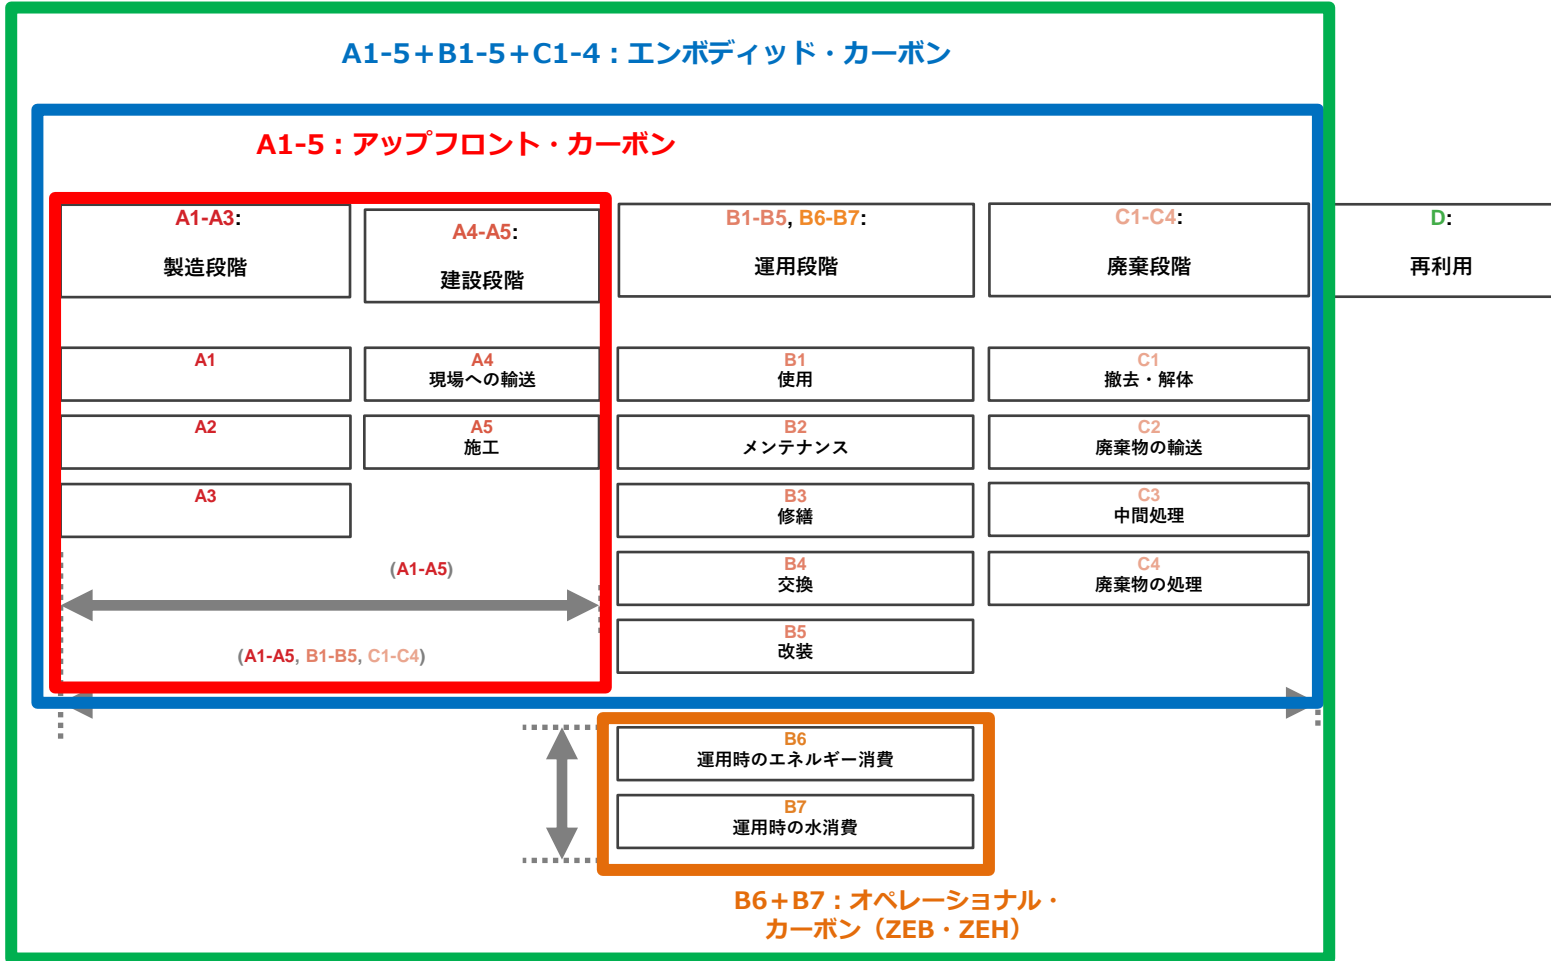 A1-5+B1-5+C1-4：エンボディッド・カーボン
A1-5：アップフロント・カーボン
A1-A3:
製造段階
A4-A5:
建設段階
B1-B5, B6-B7:
運用段階
C1-C4:
廃棄段階
D:
再利用
A1
A2
A3
A4
現場への輸送
A5
施工
B1
使用
B2
メンテナンス
B3
修繕
B4
交換
B5
改装
C1
撤去・解体
C2
廃棄物の輸送
C3
中間処理
C4
廃棄物の処理
(A1-A5)
(A1-A5, B1-B5, C1-C4)
B6
運用時のエネルギー消費
B7
運用時の水消費
B6+B7：オペレーショナル・
カーボン（ZEB・ZEH）